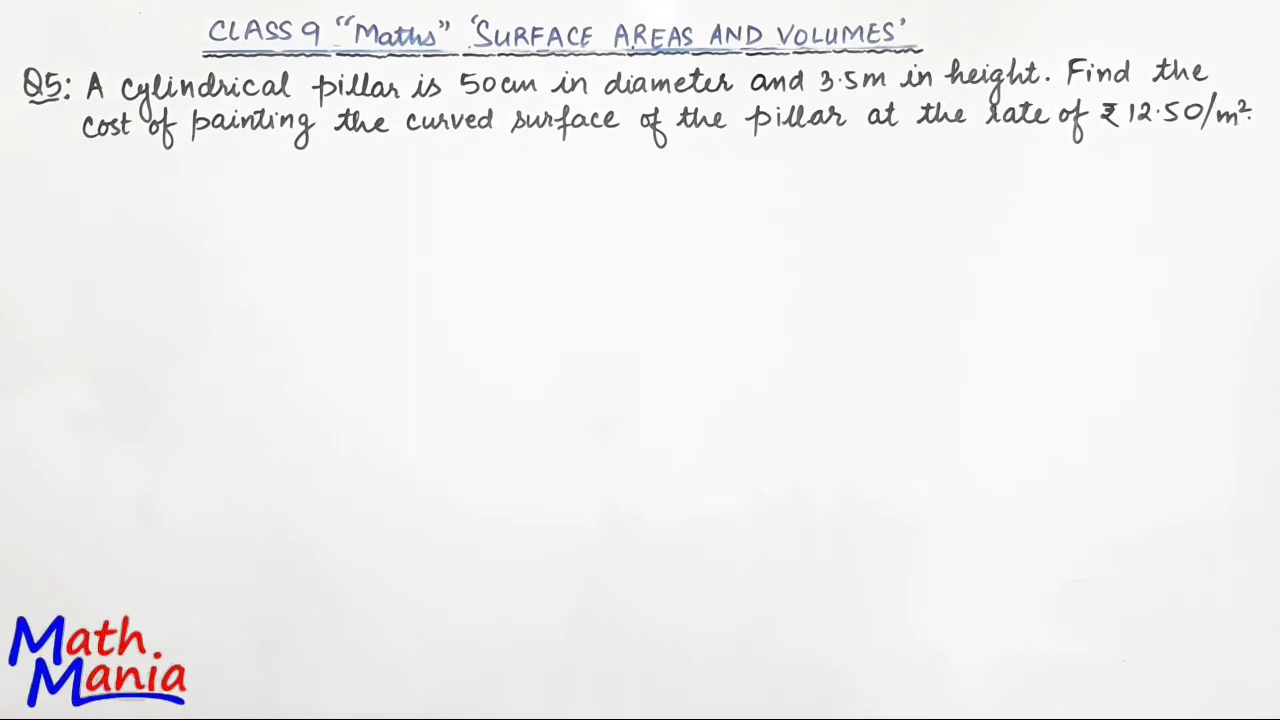 CLASS 9 “Maths” ‘SURFACE AREAS AND VOLUMES’
Q5: A cylindrical pillar is 50cm in diameter and 3.5m in height. Find the
cost of painting the curved surface of the pillar at the rate of ₹12.50/m².
Math
Mania